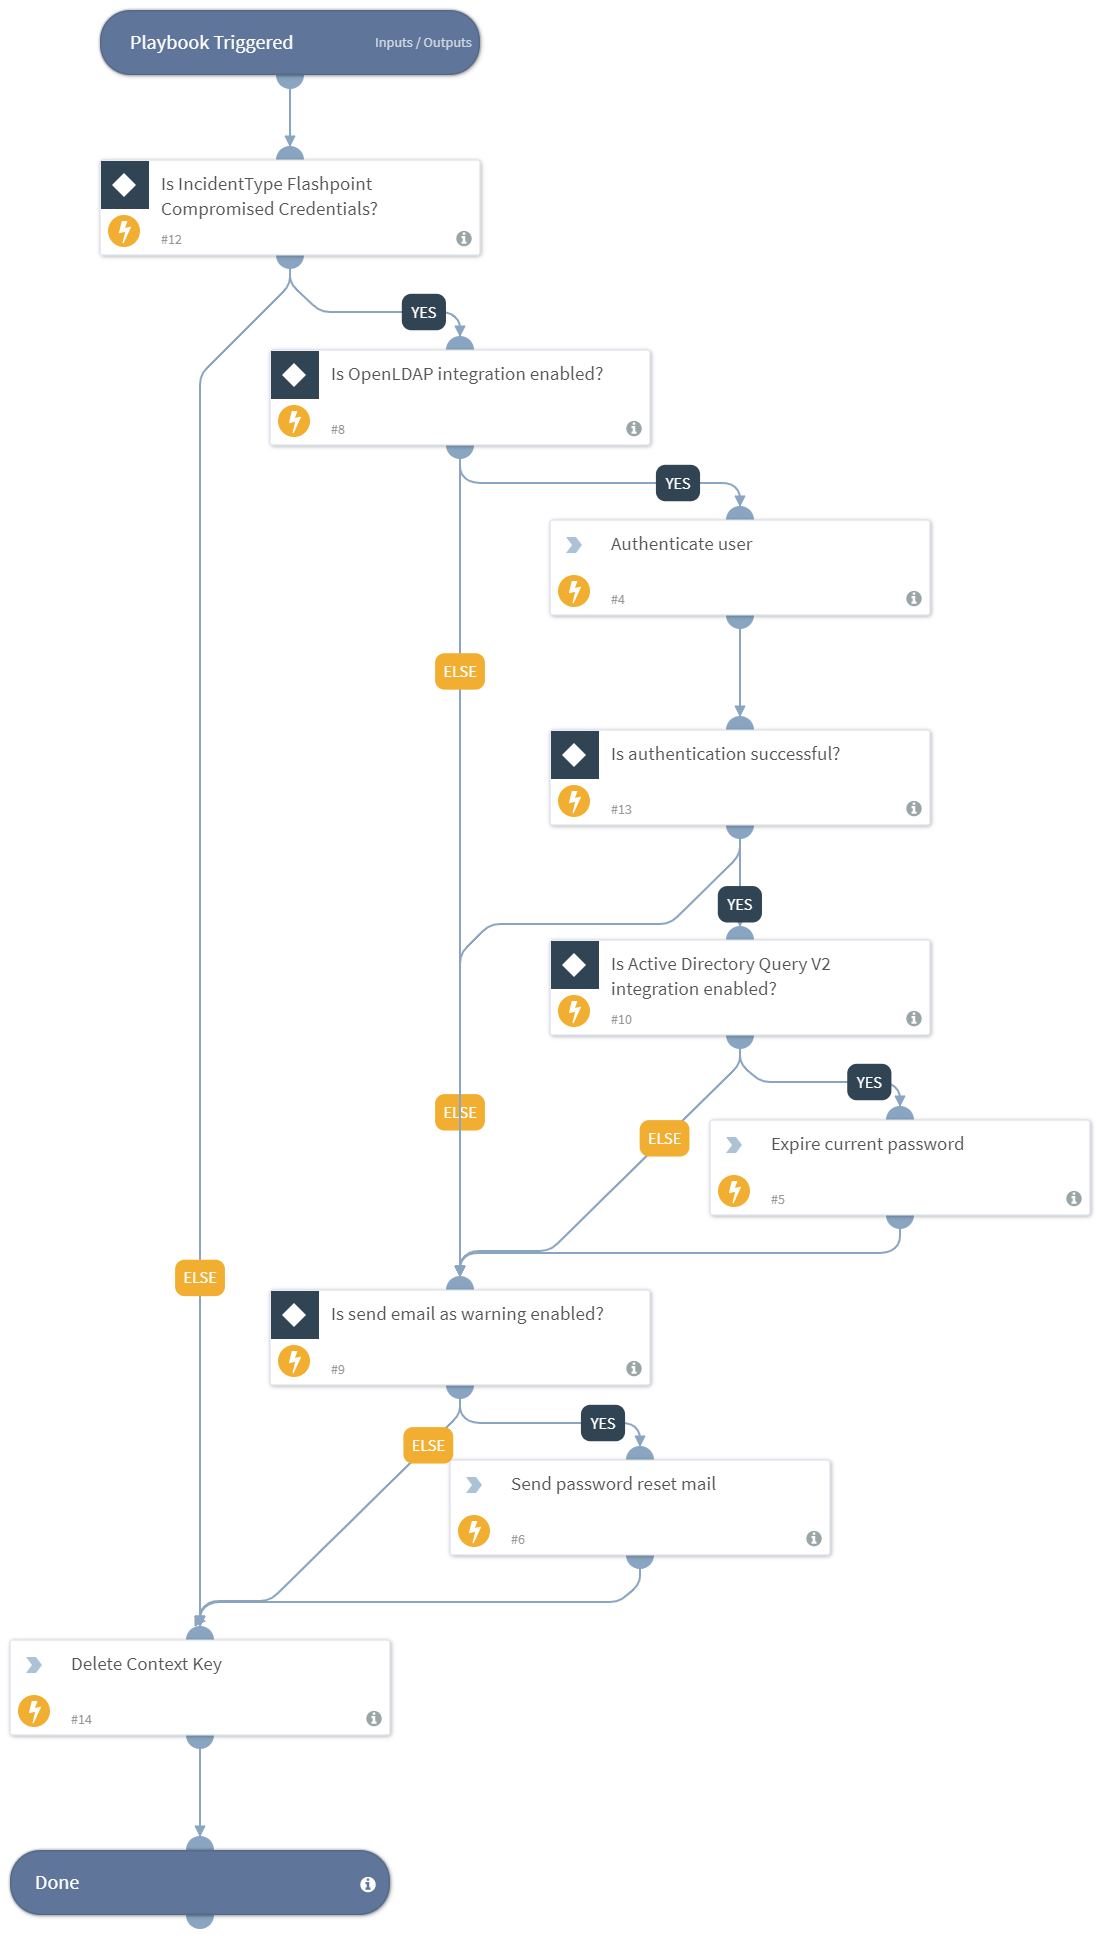 Playbook Triggered
Inputs / Outputs
Is IncidentType Flashpoint
Compromised Credentials?
#12
YES
Is OpenLDAP integration enabled?
#8
YES
Authenticate user
#4
ELSE
Is authentication successful?
#13
YES
Is Active Directory Query V2
integration enabled?
#10
YES
ELSE
ELSE
Expire current password
#5
ELSE
Is send email as warning enabled?
#9
YES
ELSE
Send password reset mail
#6
Delete Context Key
#14
Done